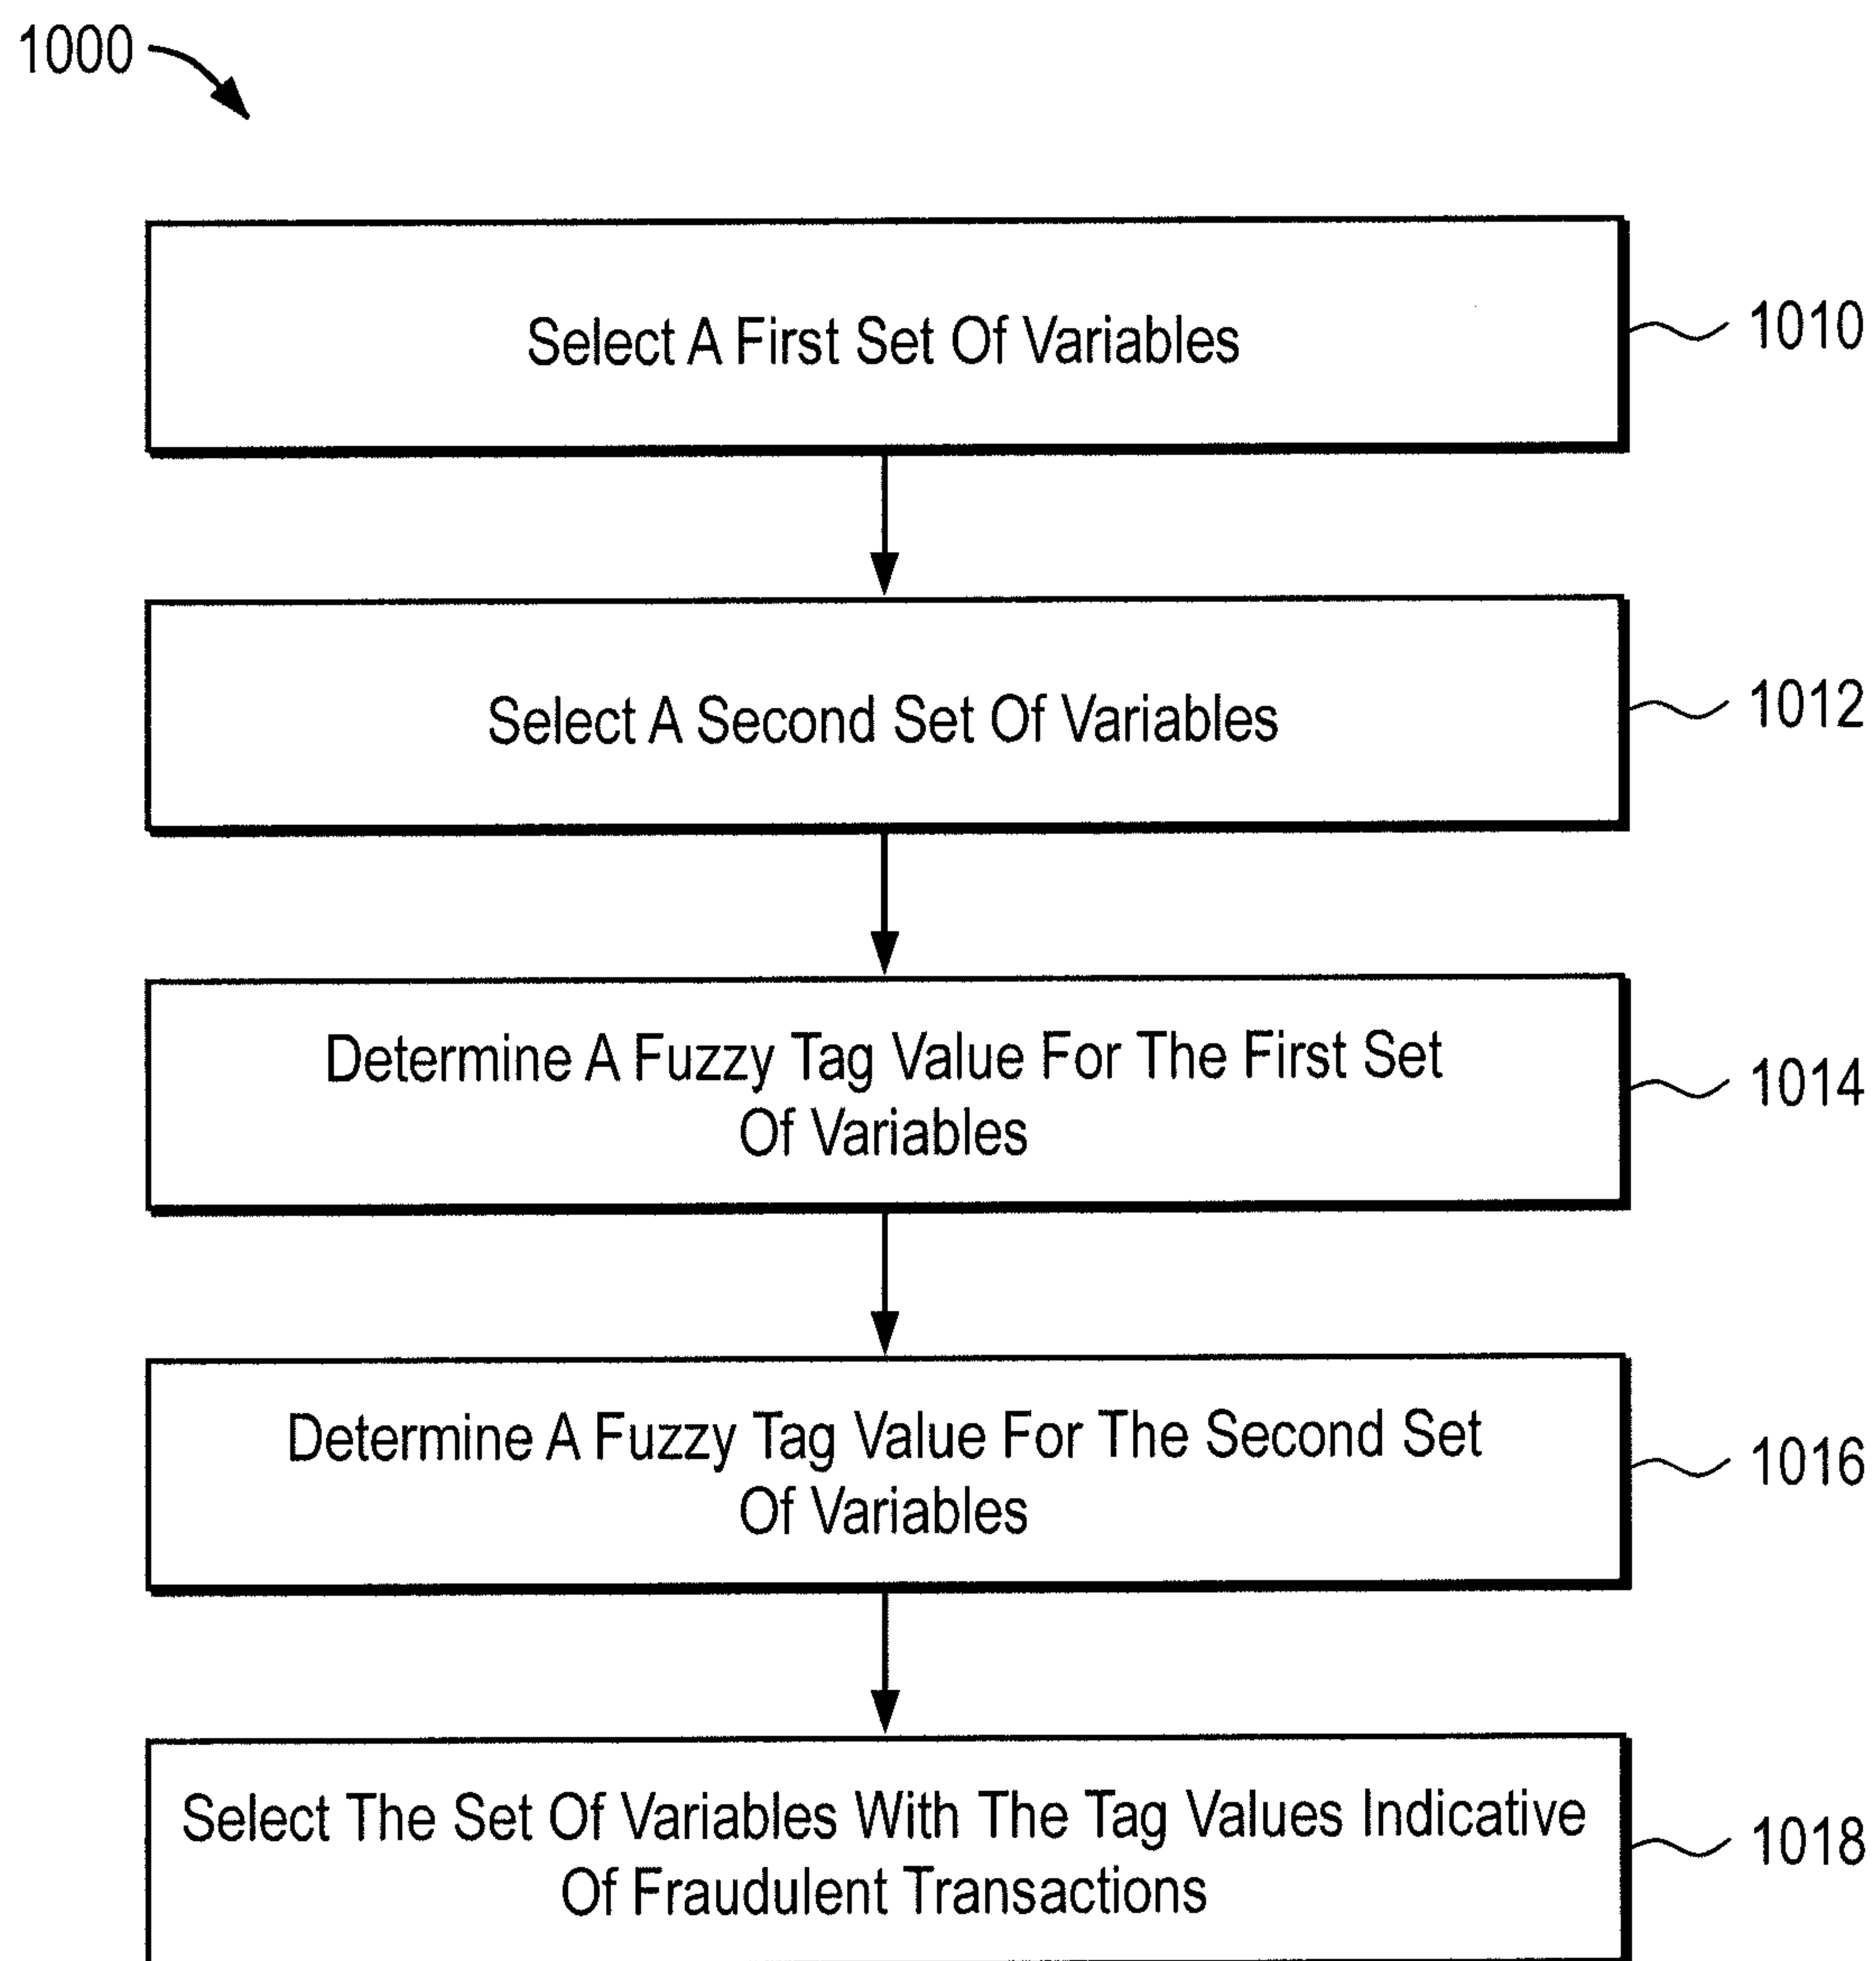 1000
Select A First Set Of Variables
1010
Select A Second Set Of Variables
1012
Determine A Fuzzy Tag Value For The First Set
Of Variables
1014
Determine A Fuzzy Tag Value For The Second Set
Of Variables
1016
Select The Set Of Variables With The Tag Values Indicative
Of Fraudulent Transactions
1018